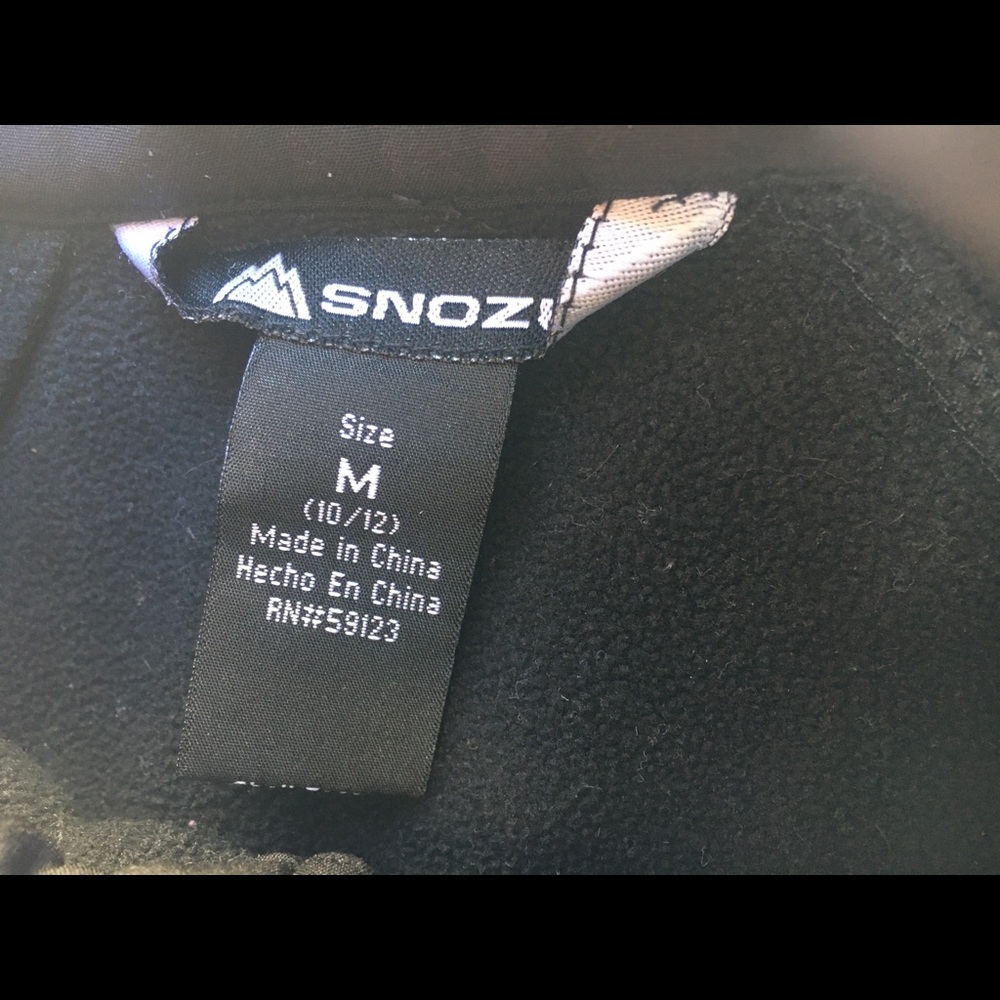 SNOZ
Size
M
(10/12)
Made in China
Hecho En China
RN#59123